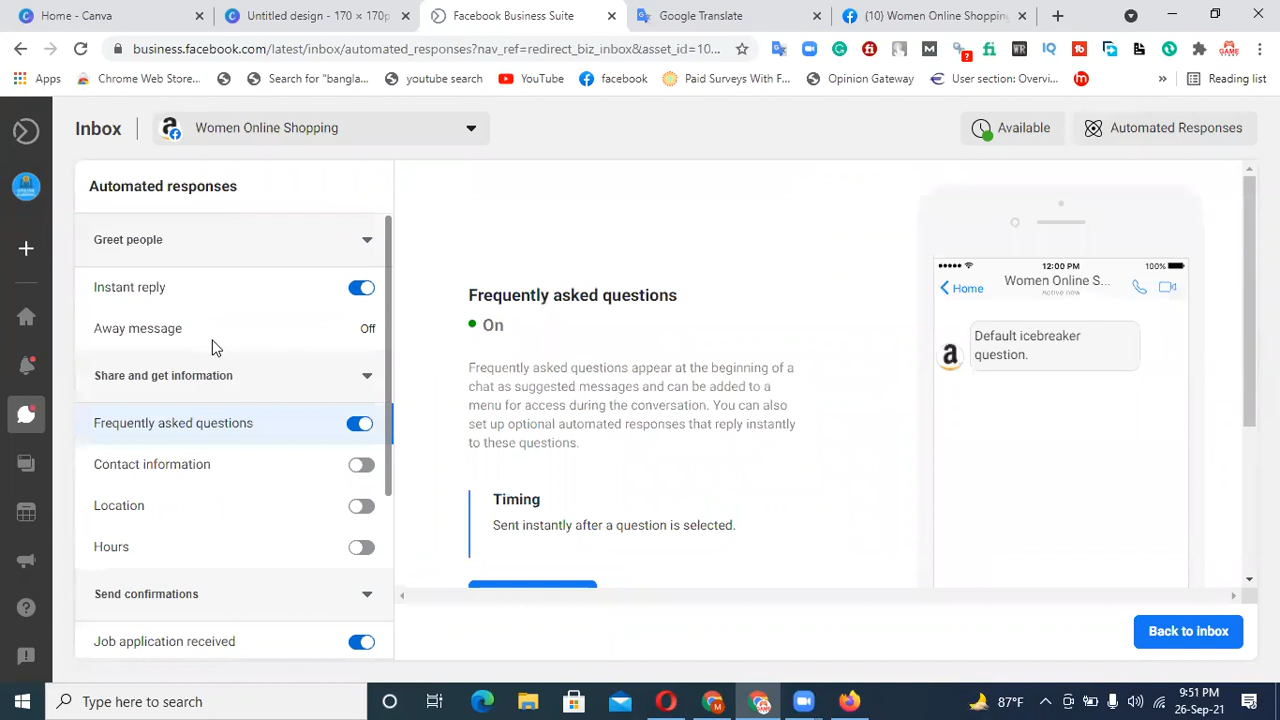 Home - Canva
Untitled design - 170 × 170p
Facebook Business Suite
Google Translate
(10) Women Online Shopping
business.facebook.com/latest/inbox/automated_responses?nav_ref=redirect_biz_inbox&asset_id=10...
Apps
Chrome Web Store...
Search for "bangla...
youtube search
YouTube
facebook
Paid Surveys With F...
Opinion Gateway
User section: Overvi...
»
Reading list
Inbox
Women Online Shopping
Available
Automated Responses
Automated responses
Greet people
Instant reply
Away message
Off
Share and get information
Frequently asked questions
Contact information
Location
Hours
Send confirmations
Job application received
Frequently asked questions
On
Frequently asked questions appear at the beginning of a
chat as suggested messages and can be added to a
menu for access during the conversation. You can also
set up optional automated responses that reply instantly
to these questions.
Timing
Sent instantly after a question is selected.
12:00 PM
100%
Home
Women Online S...
Active now
Default icebreaker
question.
Back to inbox
Type here to search
87°F
9:51 PM
26-Sep-21